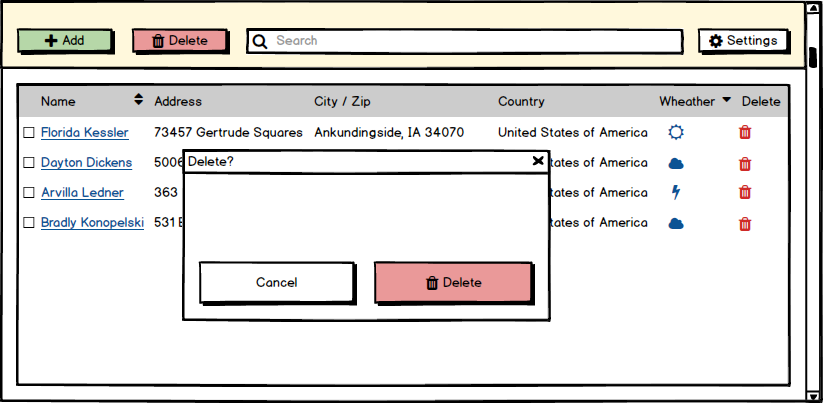 Add Delete Search Settings
Name Address City / Zip Country Wheather Delete
Florida Kessler 73457 Gertrude Squares Ankundingside, IA 34070 United States of America
Dayton Dickens 5006 tates of America
Delete?
Arvilla Ledner 363 tates of America
Bradly Konopelski 531 tates of America
Cancel Delete